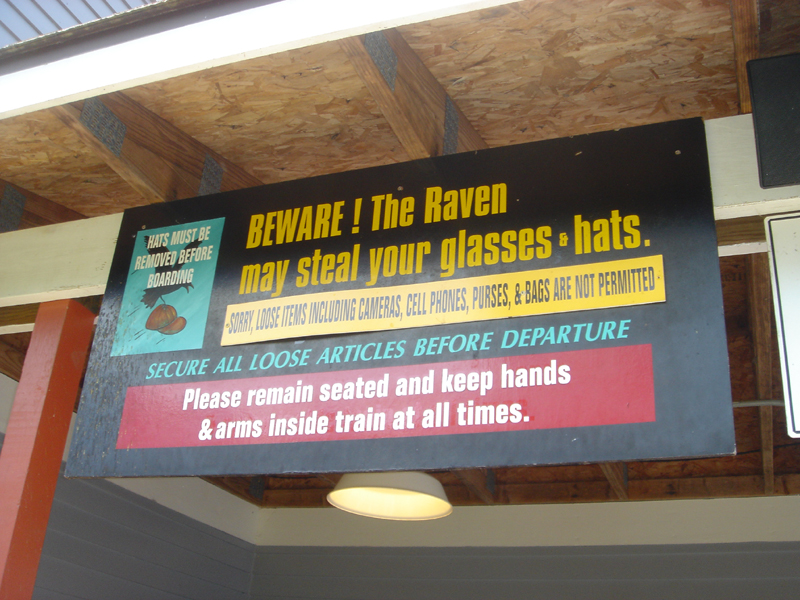 HATS MUST BE
REMOVED BEFORE
BOARDING
BEWARE ! The Raven
may steal your glasses & hats.
-SORRY, LOOSE ITEMS INCLUDING CAMERAS, CELL PHONES, PURSES, & BAGS ARE NOT PERMITTED-
SECURE ALL LOOSE ARTICLES BEFORE DEPARTURE
Please remain seated and keep hands
& arms inside train at all times.